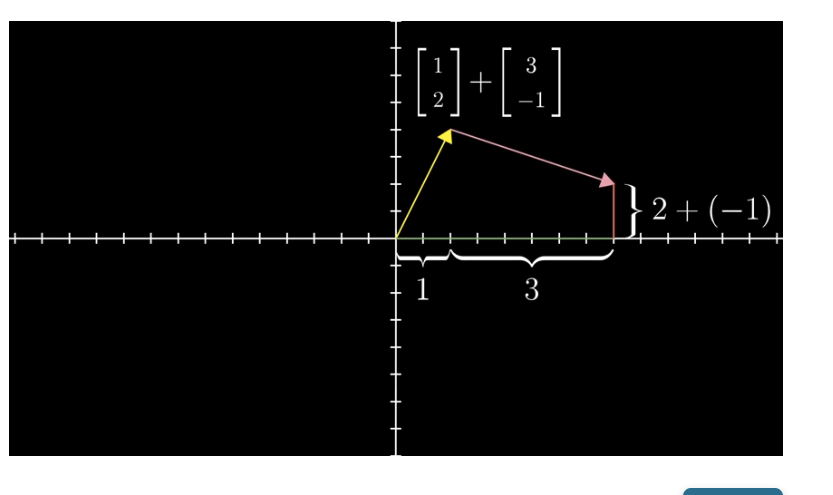 [1 2] + [3 −1]
2 + (−1)
1
3